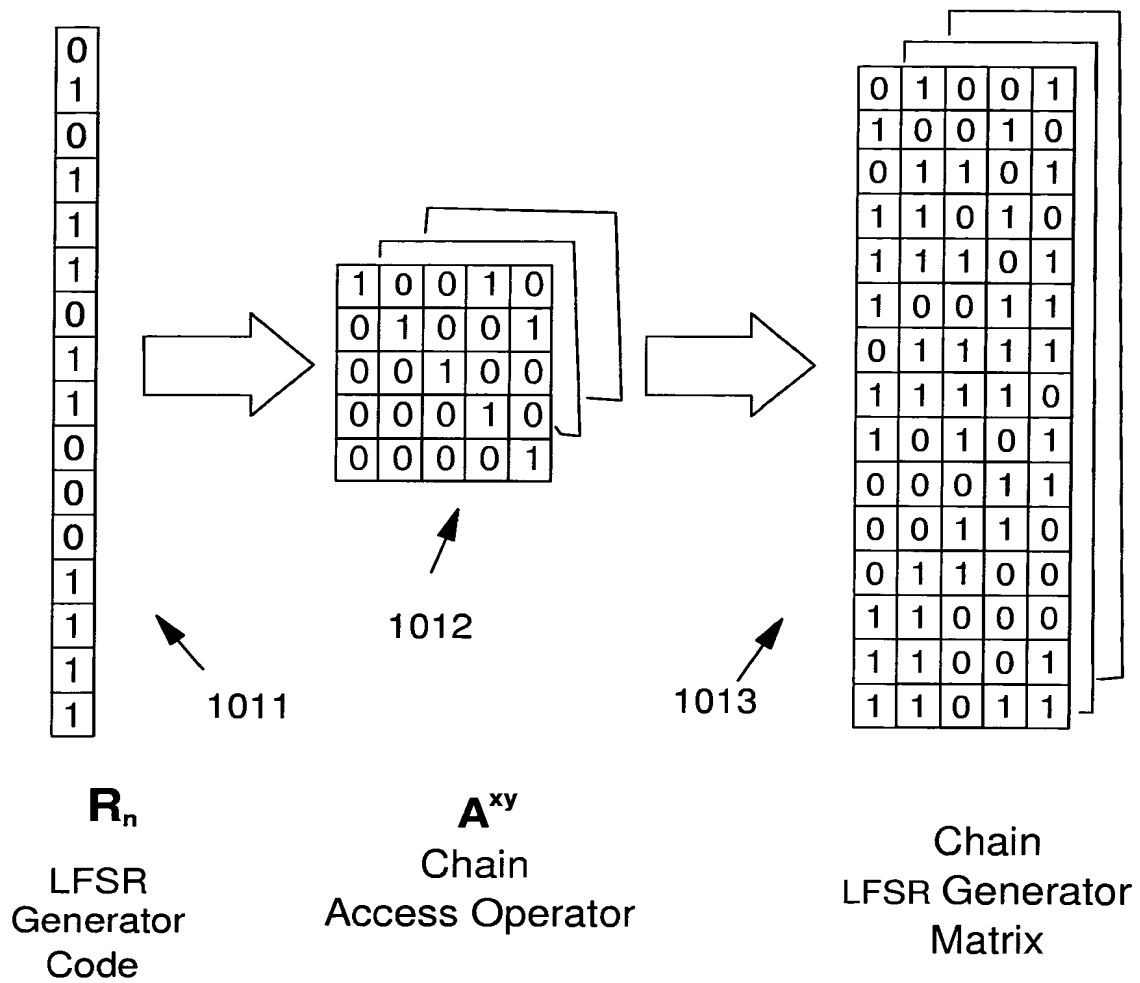 0
1
0
1
1
1
0
1
1
0
0
0
1
1
1
1
1011
R_n
LFSR
Generator
Code
1 0 0 1 0
0 1 0 0 1
0 0 1 0 0
0 0 0 1 0
0 0 0 0 1
1012
A^xy
Chain
Access Operator
0 1 0 0 1
1 0 0 1 0
0 1 1 0 1
1 1 0 1 0
1 1 1 0 1
1 0 0 1 1
0 1 1 1 1
1 1 1 1 0
1 0 1 0 1
0 0 0 1 1
0 0 1 1 0
0 1 1 0 0
1 1 0 0 0
1 1 0 0 1
1 1 0 1 1
1013
Chain
LFSR Generator
Matrix